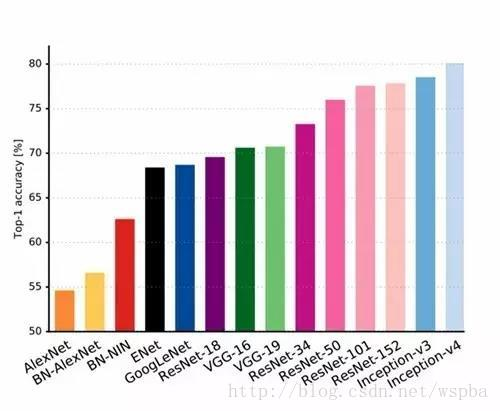 80
75
70
65
60
55
50
Top-1 accuracy [%]
AlexNet
BN-AlexNet
BN-NIN
ENet
GoogLeNet
ResNet-18
VGG-16
VGG-19
ResNet-34
ResNet-50
ResNet-101
ResNet-152
Inception-v3
Inception-v4
http://blog.csdn.net/wspba